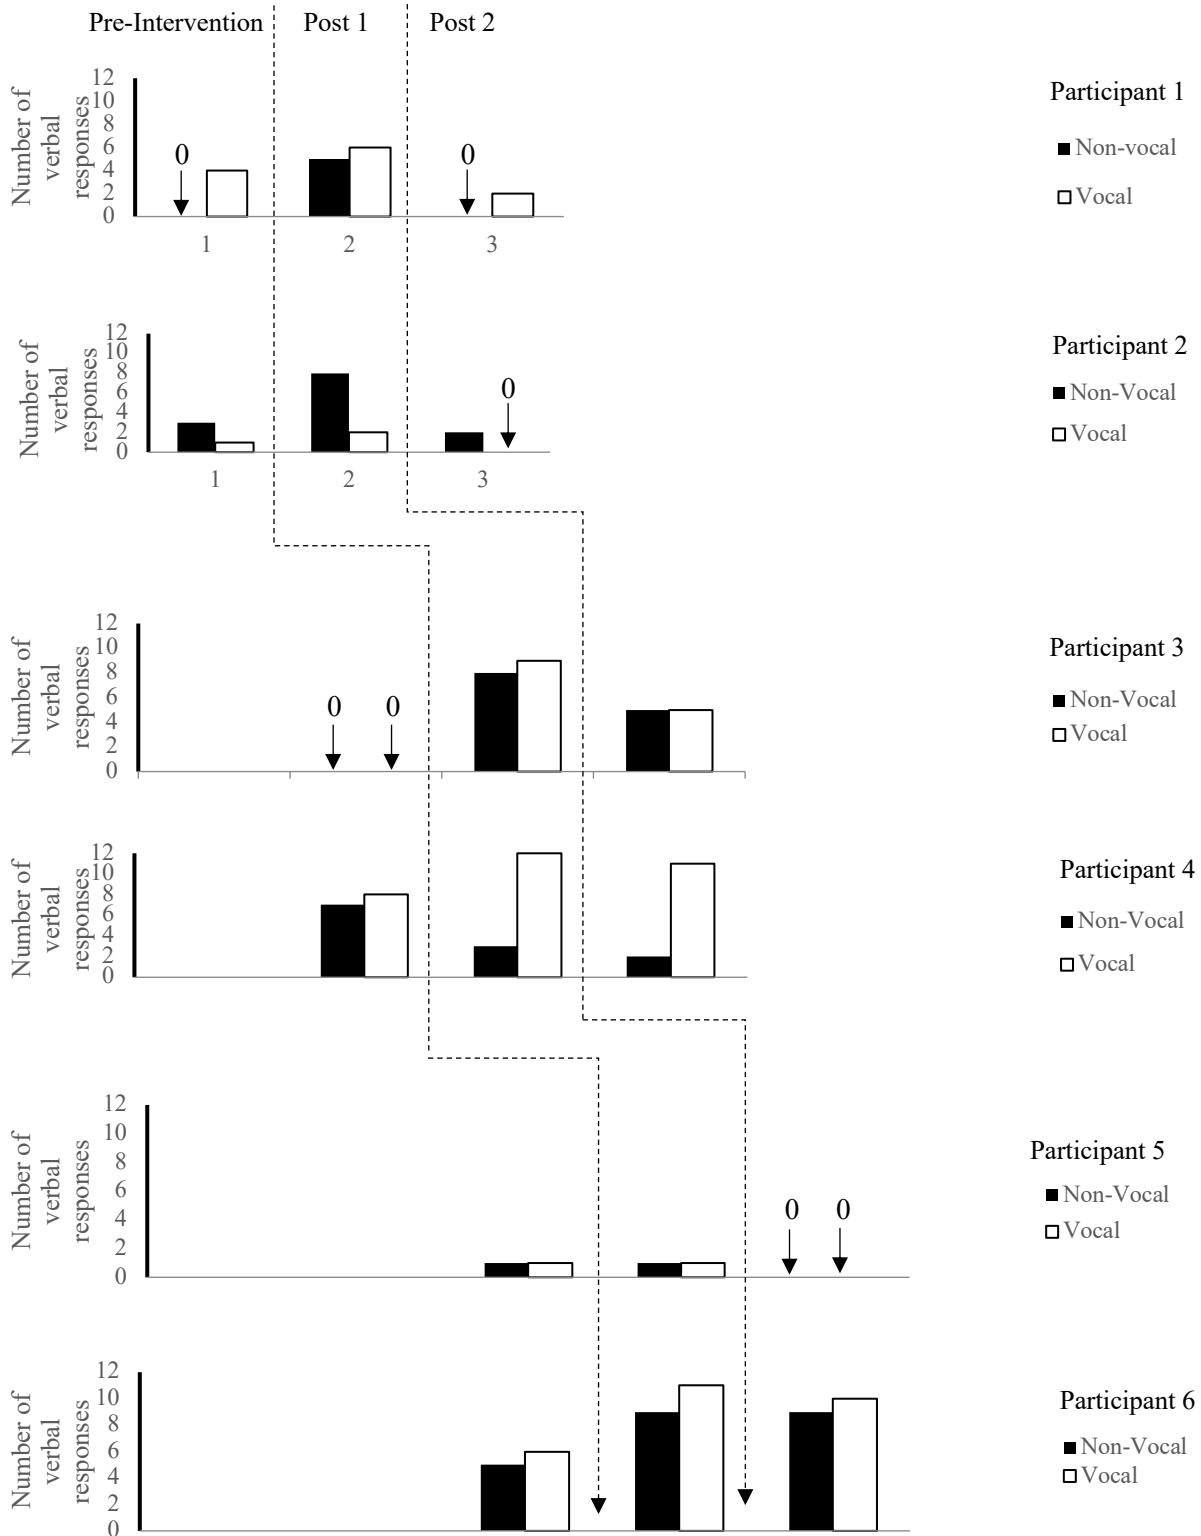 Pre-Intervention Post 1 Post 2
Number of
verbal
responses
12
10
8
6
4
2
0
0
0
1 2 3
Participant 1
Non-vocal
Vocal
Number of
verbal
responses
12
10
8
6
4
2
0
0
1 2 3
Participant 2
Non-Vocal
Vocal
Number of
verbal
responses
12
10
8
6
4
2
0
0 0
Participant 3
Non-Vocal
Vocal
Number of
verbal
responses
12
10
8
6
4
2
0
Participant 4
Non-Vocal
Vocal
Number of
verbal
responses
12
10
8
6
4
2
0
0 0
Participant 5
Non-Vocal
Vocal
Number of
verbal
responses
12
10
8
6
4
2
0
Participant 6
Non-Vocal
Vocal